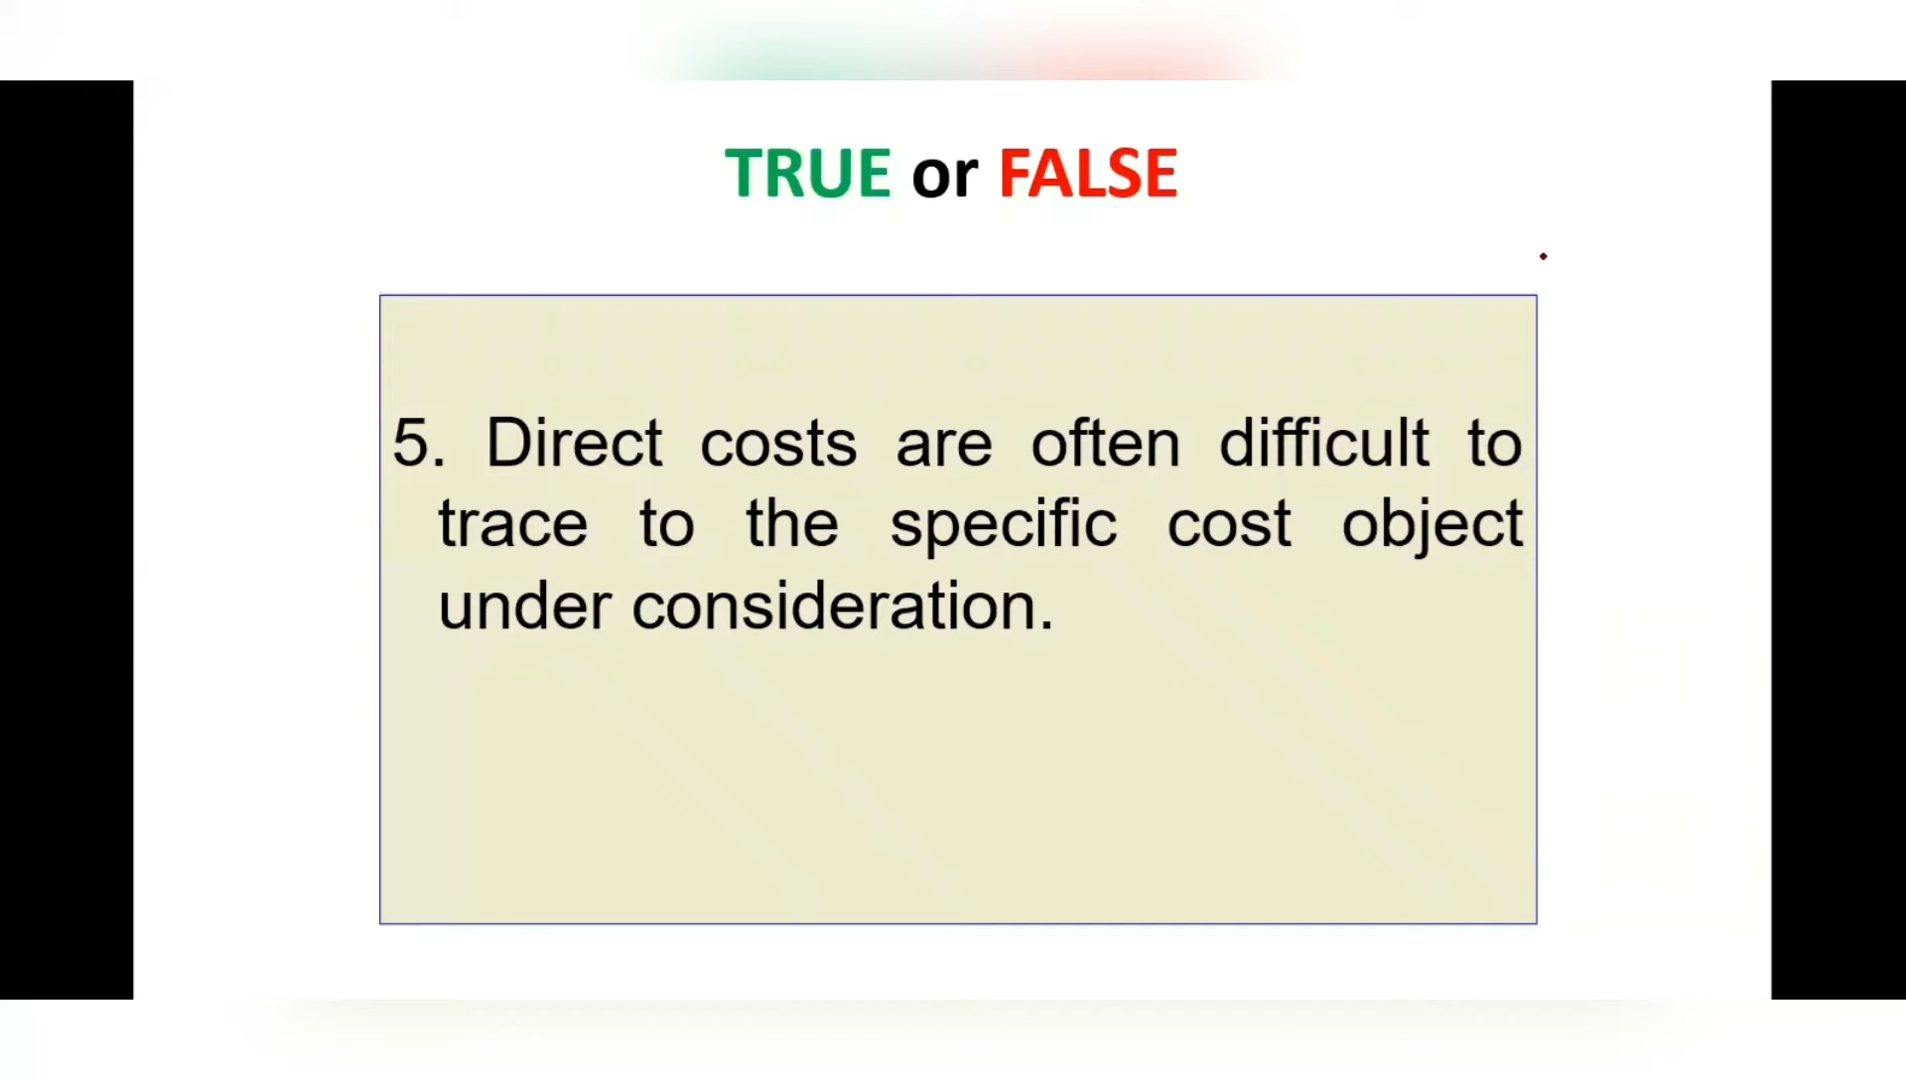 TRUE or FALSE
5. Direct costs are often difficult to
trace to the specific cost object
under consideration.